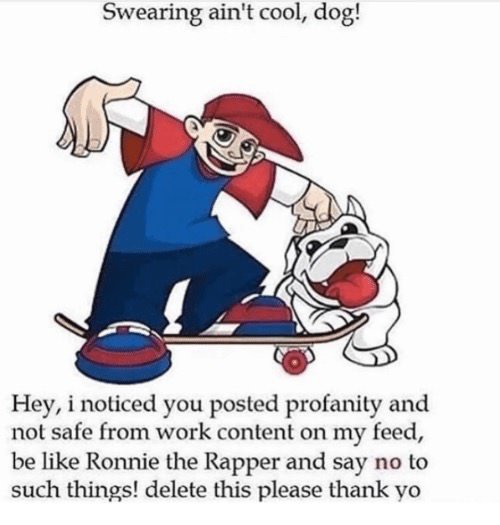 Swearing ain't cool, dog!
Hey, i noticed you posted profanity and
not safe from work content on my feed,
be like Ronnie the Rapper and say no to
such things! delete this please thank yo